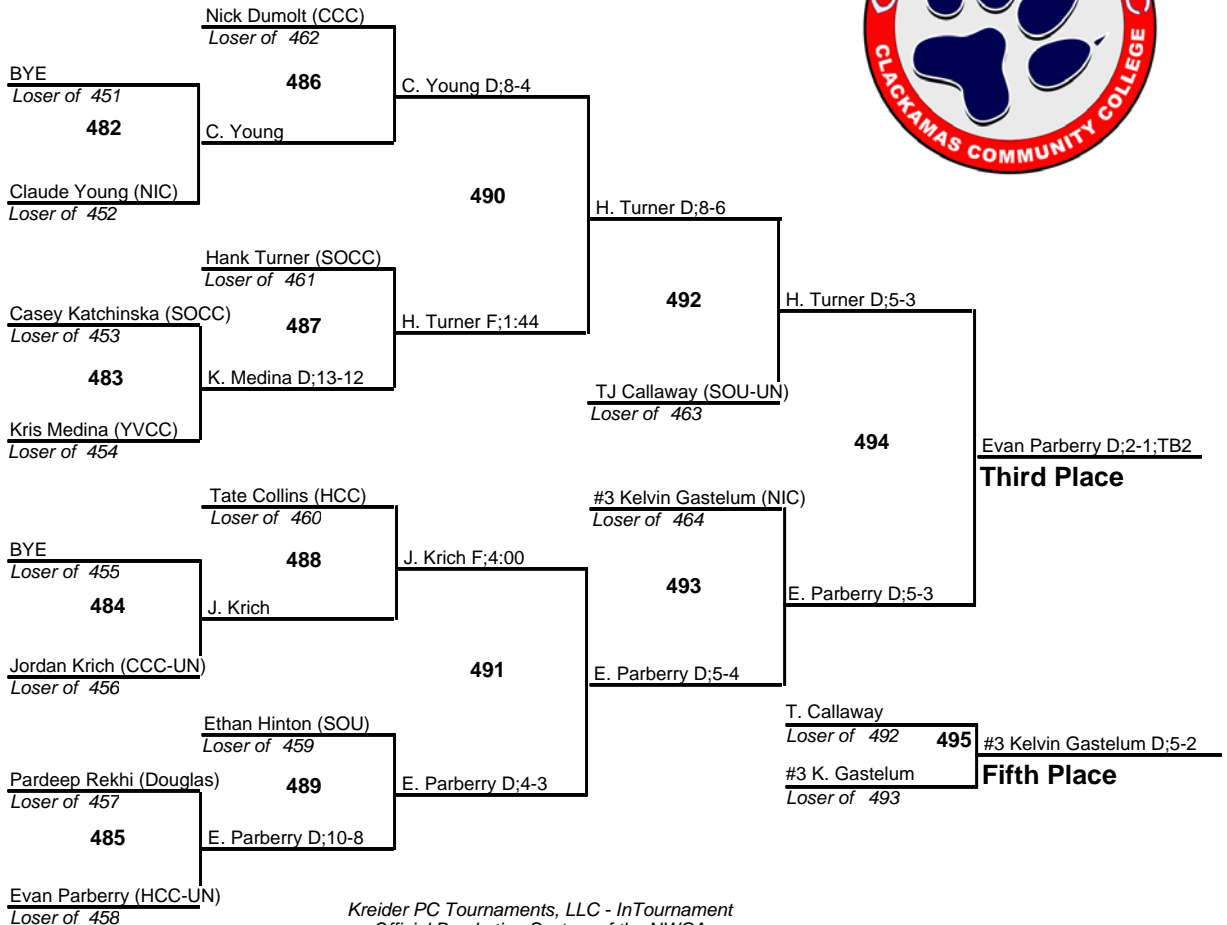 Nick Dumolt (CCC)
Loser of 462
BYE
Loser of 451
486
C. Young D;8-4
482
C. Young
Claude Young (NIC)
Loser of 452
490
H. Turner D;8-6
Hank Turner (SOCC)
Loser of 461
Casey Katchinska (SOCC)
Loser of 453
487
H. Turner F;1:44
492
H. Turner D;5-3
483
K. Medina D;13-12
TJ Callaway (SOU-UN)
Loser of 463
Kris Medina (YVCC)
Loser of 454
494
Evan Parberry D;2-1;TB2
Third Place
Tate Collins (HCC)
Loser of 460
#3 Kelvin Gastelum (NIC)
Loser of 464
BYE
Loser of 455
488
J. Krich F;4:00
493
484
J. Krich
E. Parberry D;5-3
Jordan Krich (CCC-UN)
Loser of 456
491
E. Parberry D;5-4
Ethan Hinton (SOU)
Loser of 459
T. Callaway
Loser of 492
495
#3 Kelvin Gastelum D;5-2
Fifth Place
#3 K. Gastelum
Loser of 493
Pardeep Rekhi (Douglas)
Loser of 457
489
E. Parberry D;4-3
485
E. Parberry D;10-8
Evan Parberry (HCC-UN)
Loser of 458
Kreider PC Tournaments, LLC - InTournament
CLACKAMAS COMMUNITY COLLEGE